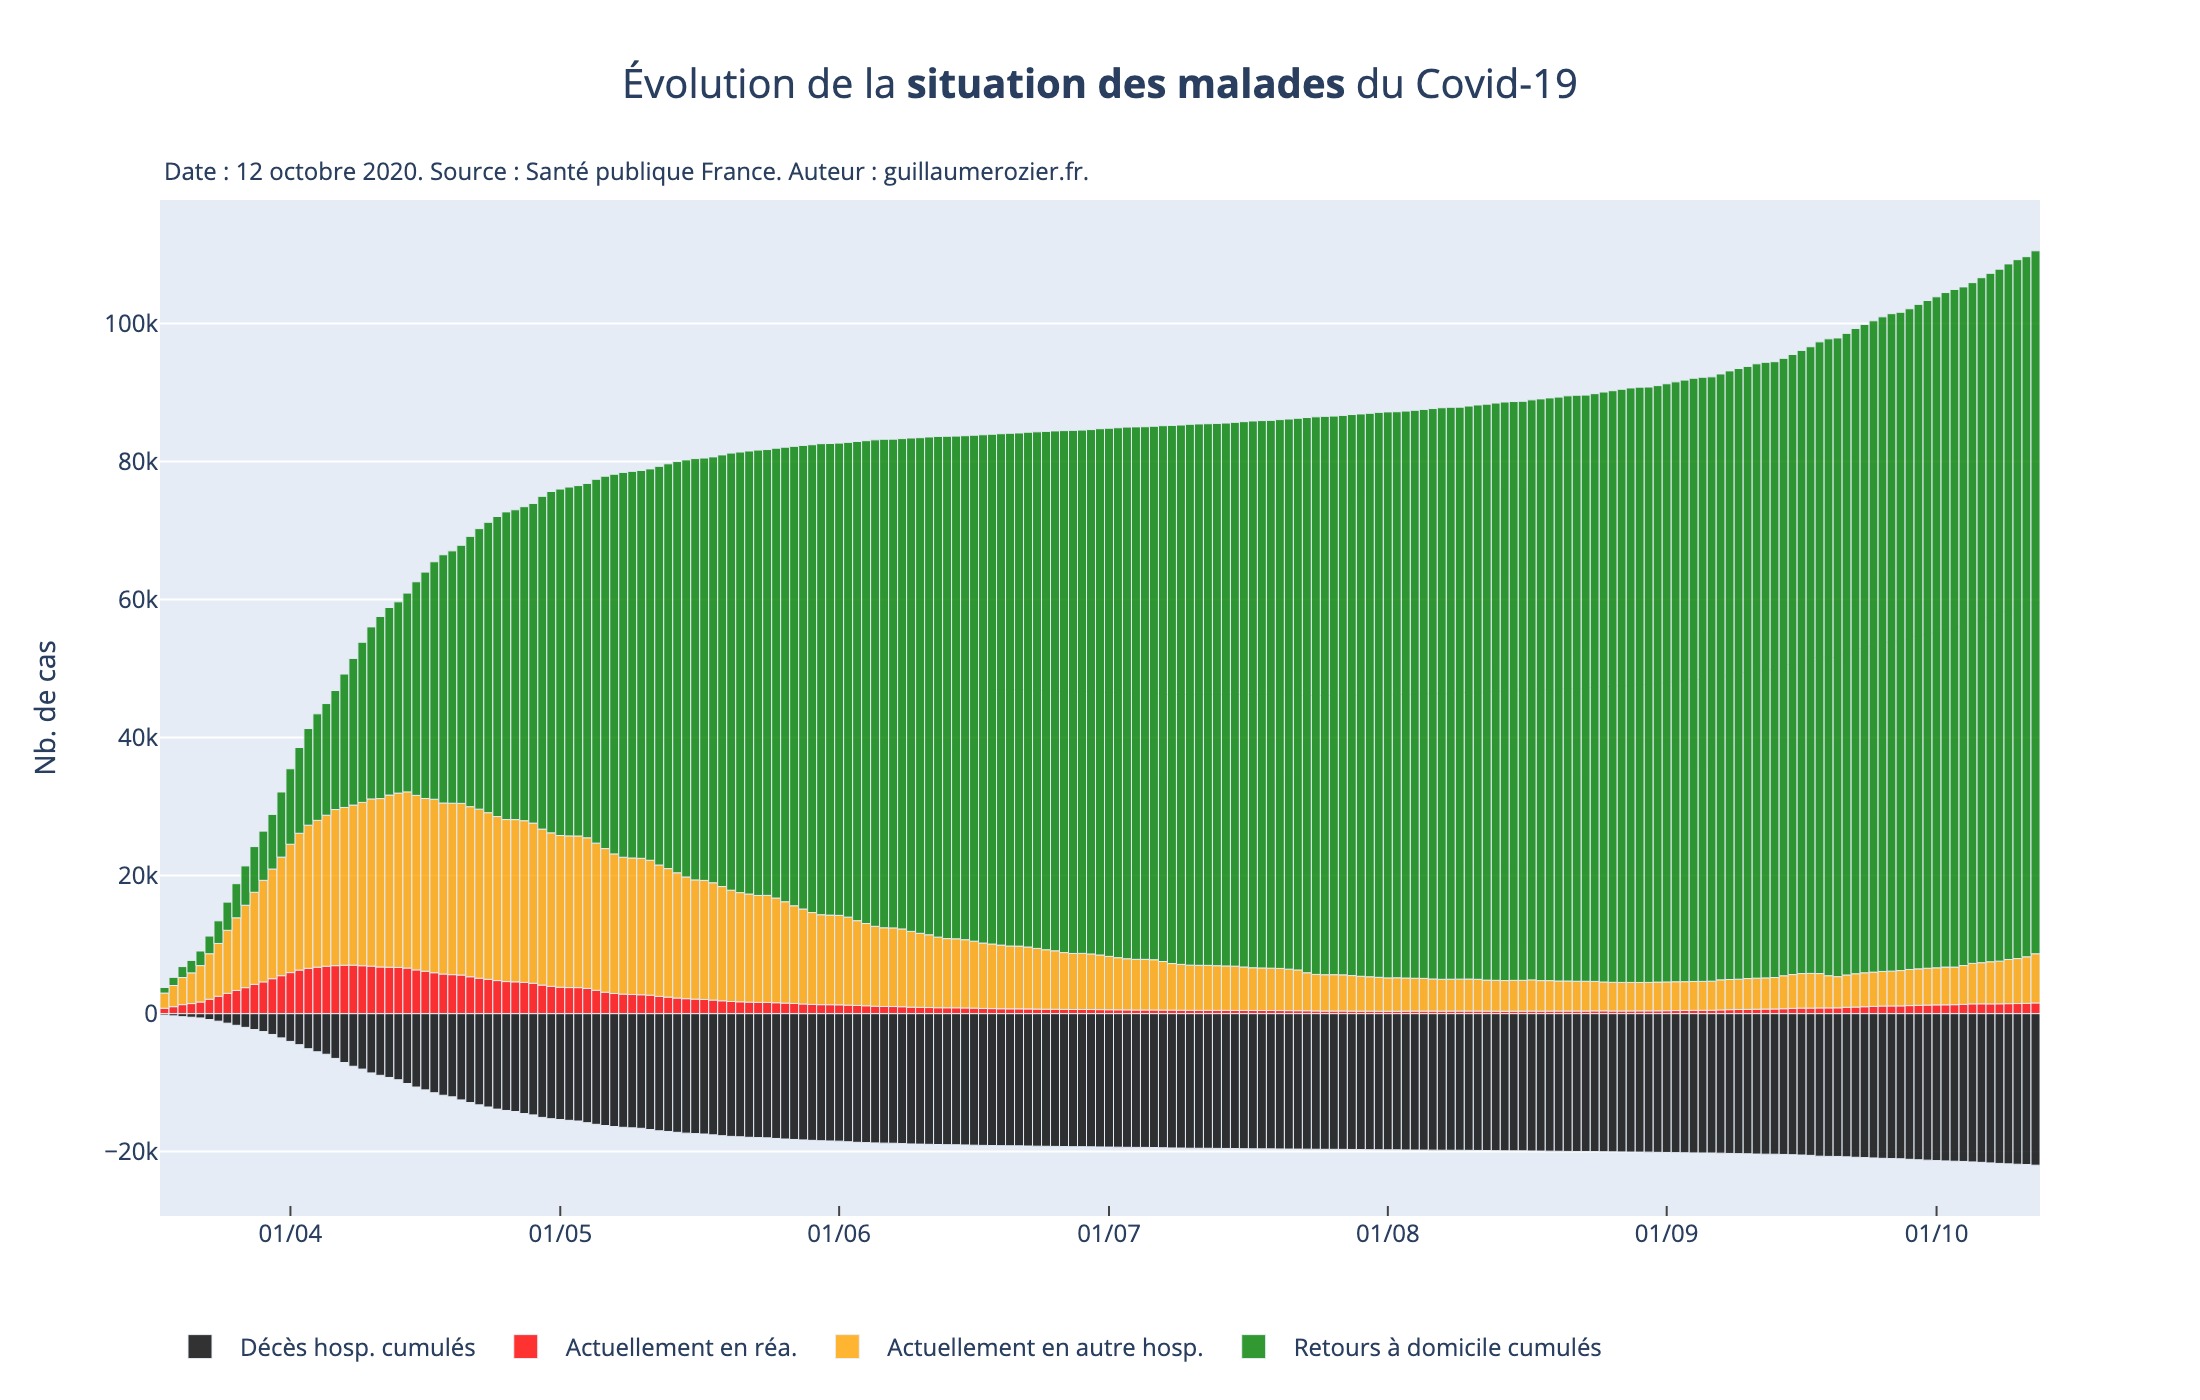 Évolution de la situation des malades du Covid-19
Date : 12 octobre 2020. Source : Santé publique France. Auteur : guillaumerozier.fr.
Nb. de cas
100k
80k
60k
40k
20k
0
−20k
01/04 01/05 01/06 01/07 01/08 01/09 01/10
Décès hosp. cumulés Actuellement en réa. Actuellement en autre hosp. Retours à domicile cumulés